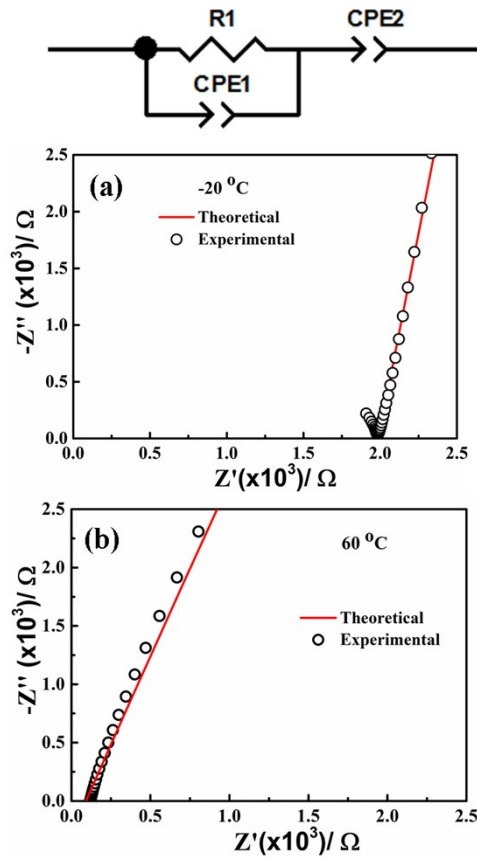 R1
CPE2
CPE1
(a)
-20 °C
Theoretical
Experimental
-Z'' (x10³)/ Ω
2.5
2.0
1.5
1.0
0.5
0.0
0.0 0.5 1.0 1.5 2.0 2.5
Z'(x10³)/ Ω
(b)
60 °C
Theoretical
Experimental
-Z'' (x10³)/ Ω
2.5
2.0
1.5
1.0
0.5
0.0
0.0 0.5 1.0 1.5 2.0 2.5
Z'(x10³)/ Ω